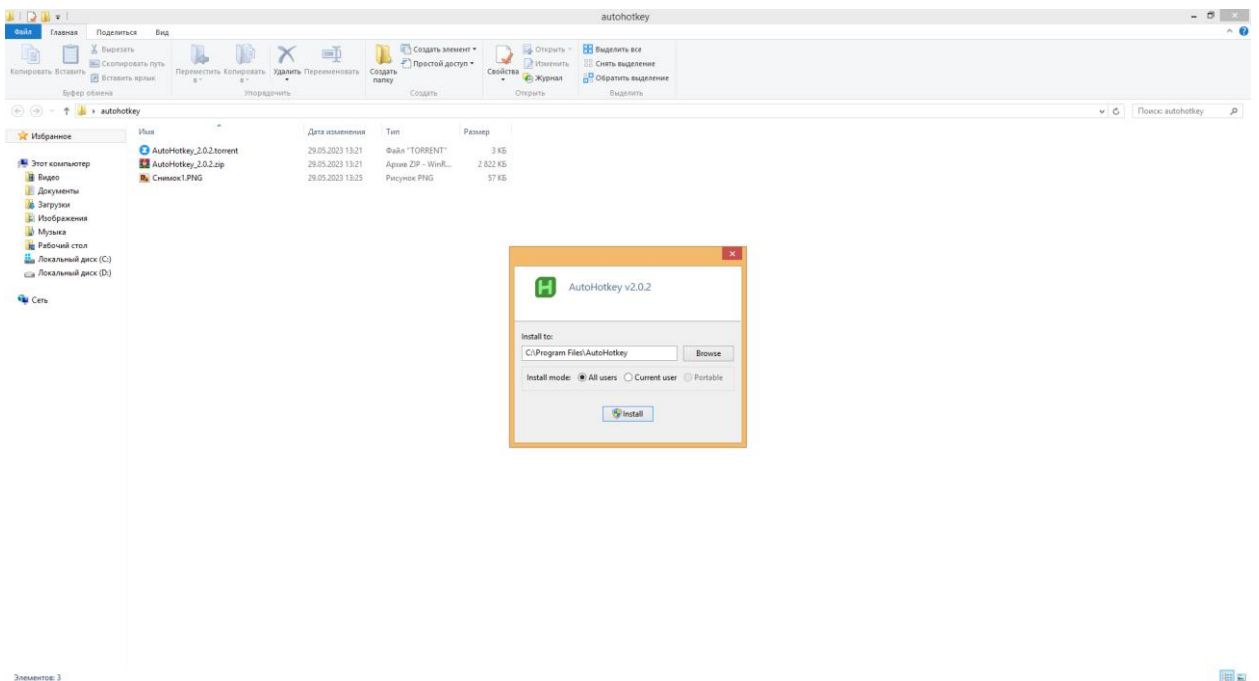 autohotkey
Файл Главная Поделиться Вид
Копировать Вставить
Вырезать
Скопировать путь
Вставить ярлык
Буфер обмена
Переместить в Копировать в Удалить Переименовать
Упорядочить
Создать папку
Создать элемент
Простой доступ
Создать
Свойства
Открыть
Изменить
Журнал
Открыть
Выделить все
Снять выделение
Обратить выделение
Выделить
autohotkey
Поиск: autohotkey
Избранное
Этот компьютер
Видео
Документы
Загрузки
Изображения
Музыка
Рабочий стол
Локальный диск (C:)
Локальный диск (D:)
Сеть
Имя Дата изменения Тип Размер
AutoHotkey_2.0.2.torrent 29.05.2023 13:21 Файл "TORRENT" 3 КБ
AutoHotkey_2.0.2.zip 29.05.2023 13:21 Архив ZIP - WinR... 2 822 КБ
Снимок1.PNG 29.05.2023 13:25 Рисунок PNG 57 КБ
AutoHotkey v2.0.2
Install to:
C:\Program Files\AutoHotkey Browse
Install mode: All users Current user Portable
Install
Элементов: 3